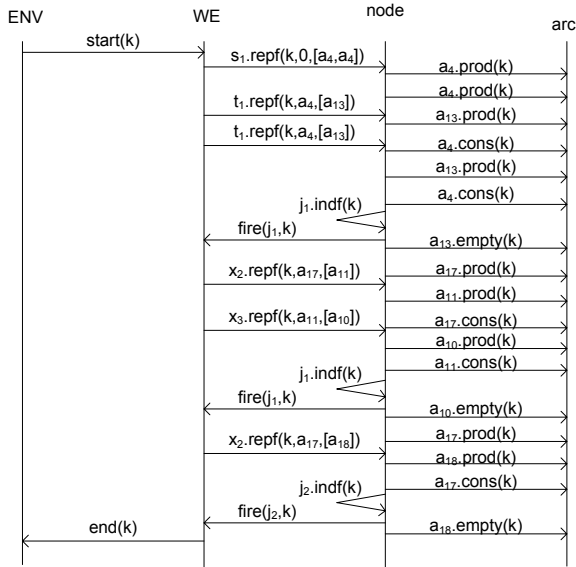 ENV WE node arc
start(k)
s₁.repf(k,0,[a₄,a₄])
a₄.prod(k)
a₄.prod(k)
t₁.repf(k,a₄,[a₁₃])
a₁₃.prod(k)
t₁.repf(k,a₄,[a₁₃])
a₄.cons(k)
a₁₃.prod(k)
a₄.cons(k)
j₁.indf(k)
fire(j₁,k)
a₁₃.empty(k)
x₂.repf(k,a₁₇,[a₁₁])
a₁₇.prod(k)
a₁₁.prod(k)
x₃.repf(k,a₁₁,[a₁₀])
a₁₇.cons(k)
a₁₀.prod(k)
a₁₁.cons(k)
j₁.indf(k)
fire(j₁,k)
a₁₀.empty(k)
x₂.repf(k,a₁₇,[a₁₈])
a₁₇.prod(k)
a₁₈.prod(k)
a₁₇.cons(k)
j₂.indf(k)
fire(j₂,k)
end(k)
a₁₈.empty(k)